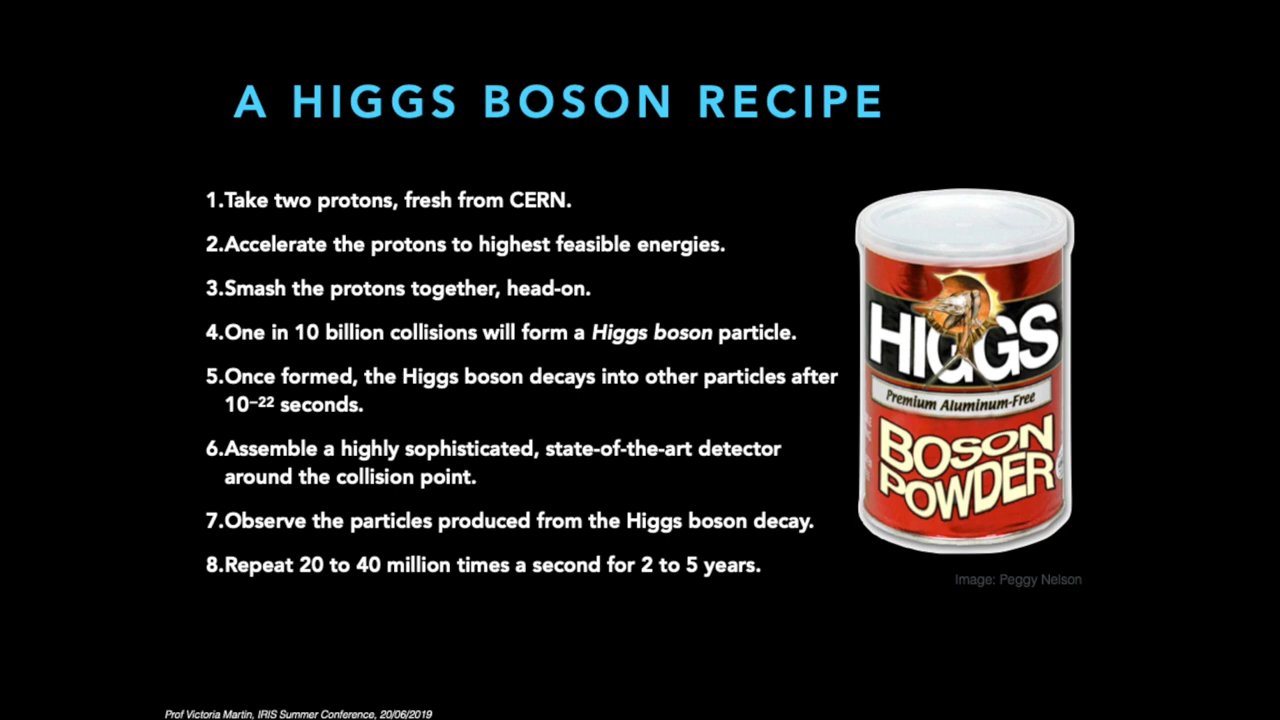 A HIGGS BOSON RECIPE
1.Take two protons, fresh from CERN.
2.Accelerate the protons to highest feasible energies.
3.Smash the protons together, head-on.
4.One in 10 billion collisions will form a Higgs boson particle.
5.Once formed, the Higgs boson decays into other particles after
10⁻²² seconds.
6.Assemble a highly sophisticated, state-of-the-art detector
around the collision point.
7.Observe the particles produced from the Higgs boson decay.
8.Repeat 20 to 40 million times a second for 2 to 5 years.
HIGGS
Premium Aluminum-Free
BOSON
POWDER
Image: Peggy Nelson
Prof Victoria Martin, IRIS Summer Conference, 20/06/2019